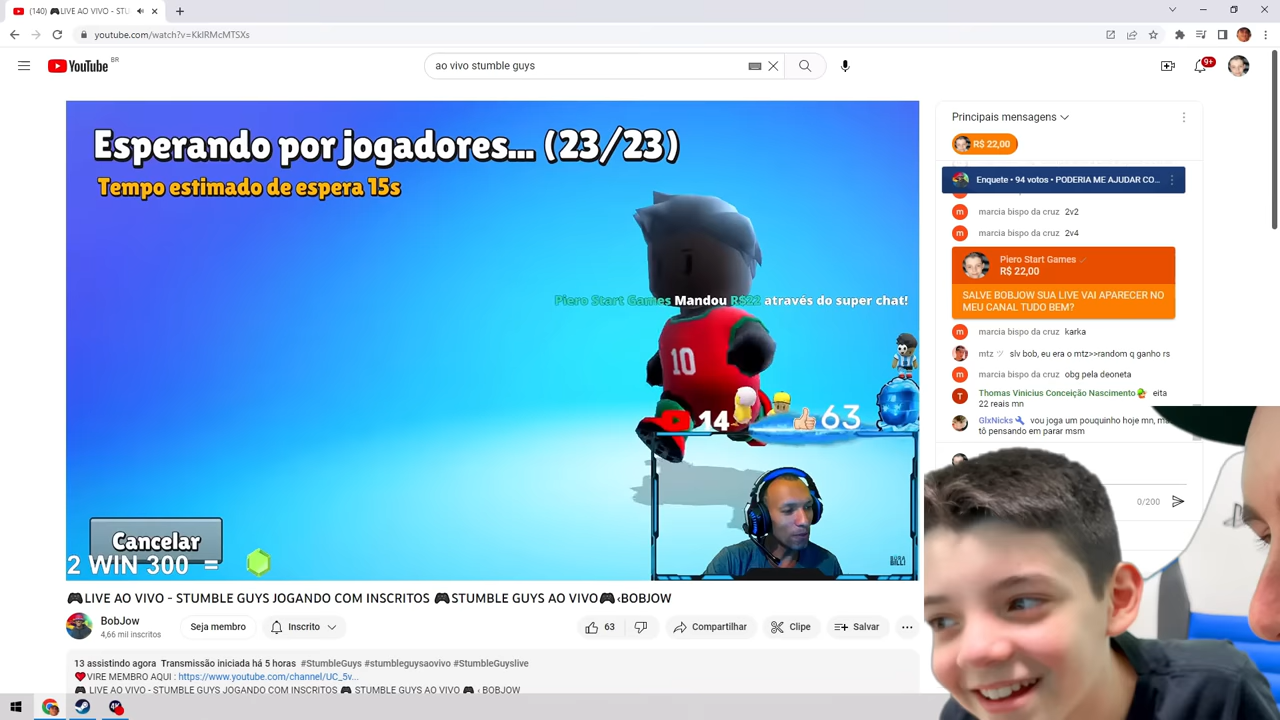 (140) 🎮LIVE AO VIVO - STU
youtube.com/watch?v=KkIRMcMTSXs
YouTube BR
ao vivo stumble guys
9+
Esperando por jogadores... (23/23)
Tempo estimado de espera 15s
Piero Start Games Mandou R$22 através do super chat!
10
14
63
Cancelar
2 WIN 300 =
🎮LIVE AO VIVO - STUMBLE GUYS JOGANDO COM INSCRITOS 🎮STUMBLE GUYS AO VIVO🎮‹BOBJOW
BobJow
4,66 mil inscritos
Seja membro
Inscrito
63
Compartilhar
Clipe
Salvar
13 assistindo agora Transmissão iniciada há 5 horas #StumbleGuys #stumbleguysaovivo #StumbleGuyslive
❤️VIRE MEMBRO AQUI : https://www.youtube.com/channel/UC_5v...
🎮 LIVE AO VIVO - STUMBLE GUYS JOGANDO COM INSCRITOS 🎮 STUMBLE GUYS AO VIVO 🎮 ‹ BOBJOW
Principais mensagens
R$ 22,00
Enquete • 94 votos • PODERIA ME AJUDAR CO...
marcia bispo da cruz 2v2
marcia bispo da cruz 2v4
Piero Start Games
R$ 22,00
SALVE BOBJOW SUA LIVE VAI APARECER NO
MEU CANAL TUDO BEM?
marcia bispo da cruz karka
mtz ツ slv bob, eu era o mtz>>random q ganho rs
marcia bispo da cruz obg pela deoneta
Thomas Vinicius Conceição Nascimento eita
22 reais mn
GlxNicks vou joga um pouquinho hoje mn, ma
tô pensando em parar msm
0/200